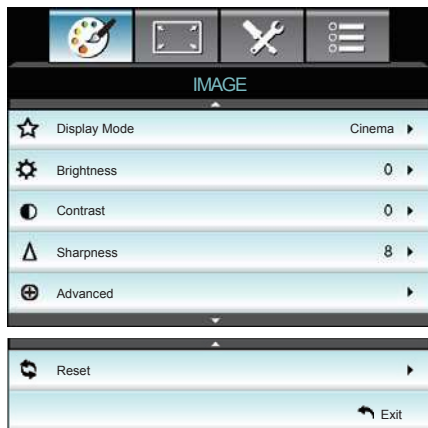 IMAGE
Display Mode Cinema
Brightness 0
Contrast 0
Sharpness 8
Advanced
Reset
Exit